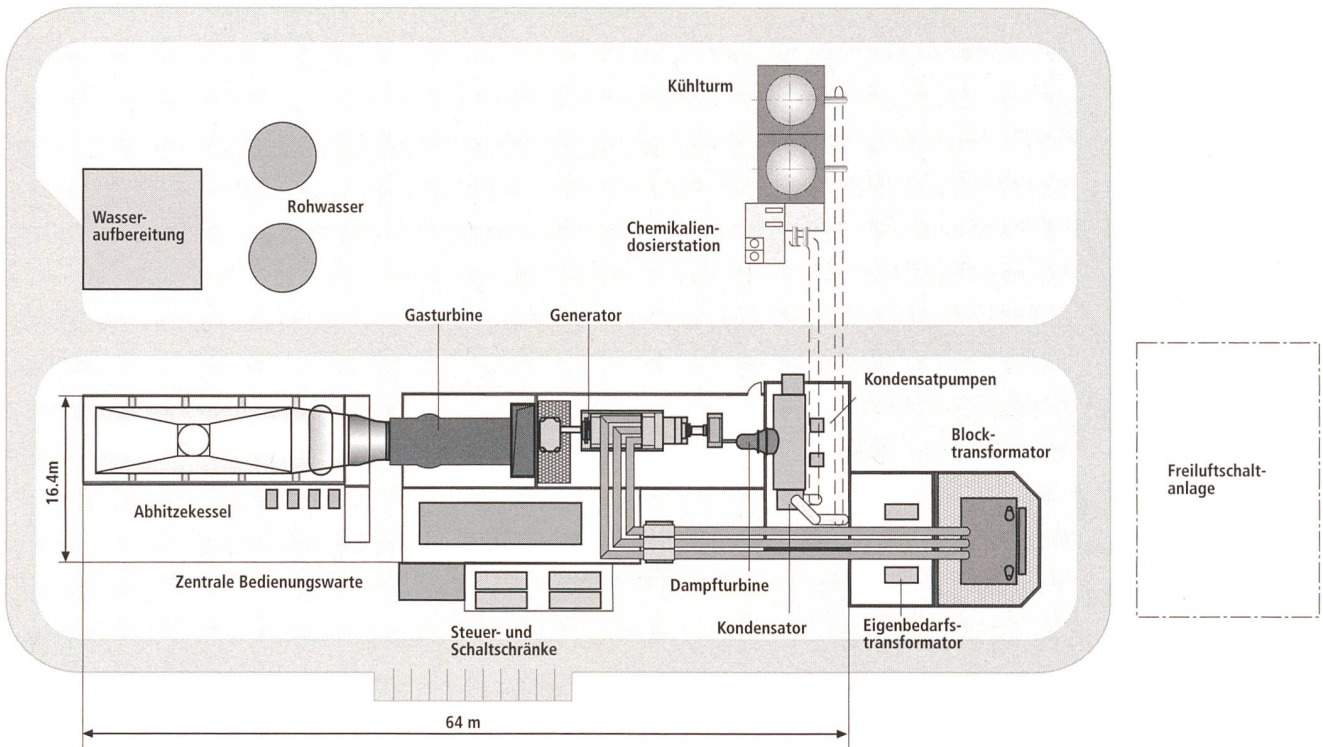 Kühlturm
Wasser-
aufbereitung
Rohwasser
Chemikalien-
dosierstation
Gasturbine
Generator
Kondensatpumpen
Block-
transformator
Freiluftschalt-
anlage
16.4m
Abhitzekessel
Zentrale Bedienungswarte
Dampfturbine
Steuer- und
Schaltschränke
Kondensator
Eigenbedarfs-
transformator
64 m